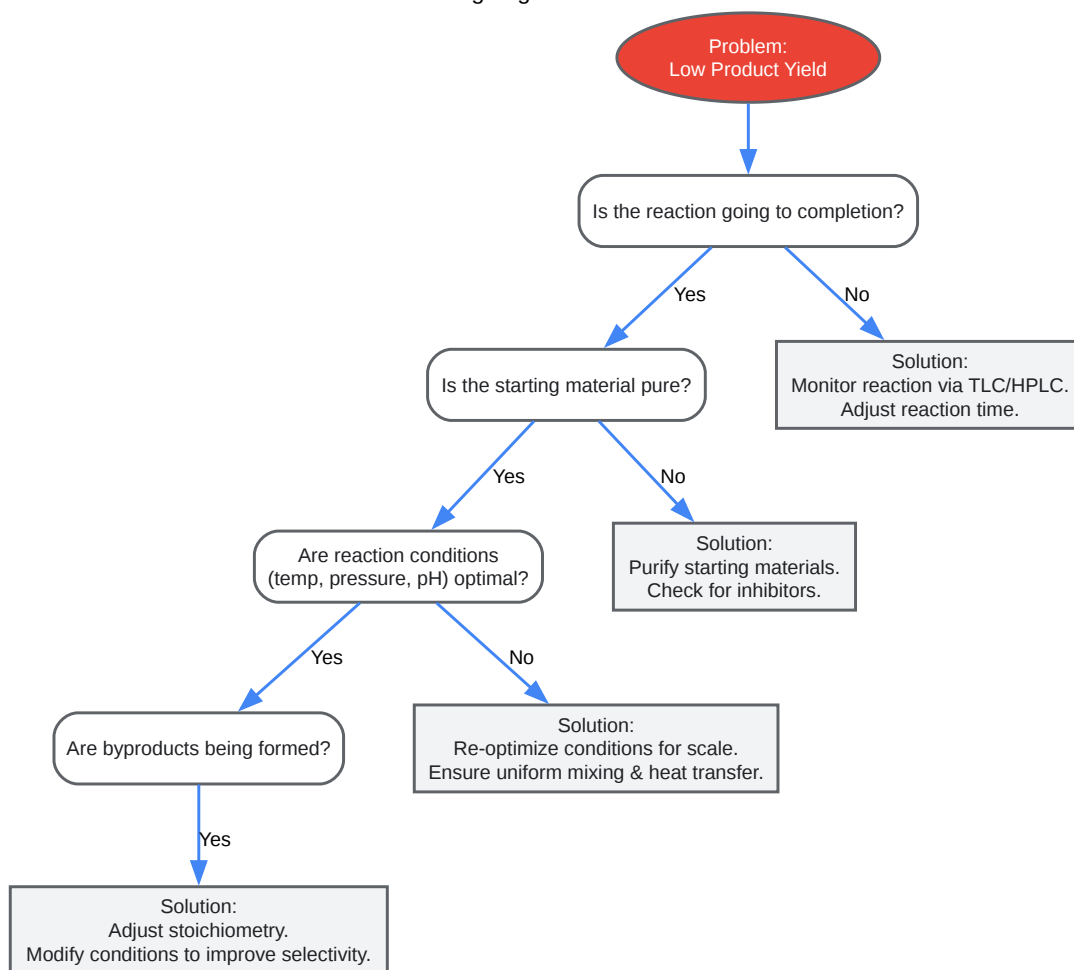 Problem:
Low Product Yield
Is the reaction going to completion?
Yes
No
Solution:
Monitor reaction via TLC/HPLC.
Adjust reaction time.
Is the starting material pure?
Yes
No
Solution:
Purify starting materials.
Check for inhibitors.
Are reaction conditions
(temp, pressure, pH) optimal?
Yes
No
Solution:
Re-optimize conditions for scale.
Ensure uniform mixing & heat transfer.
Are byproducts being formed?
Yes
Solution:
Adjust stoichiometry.
Modify conditions to improve selectivity.